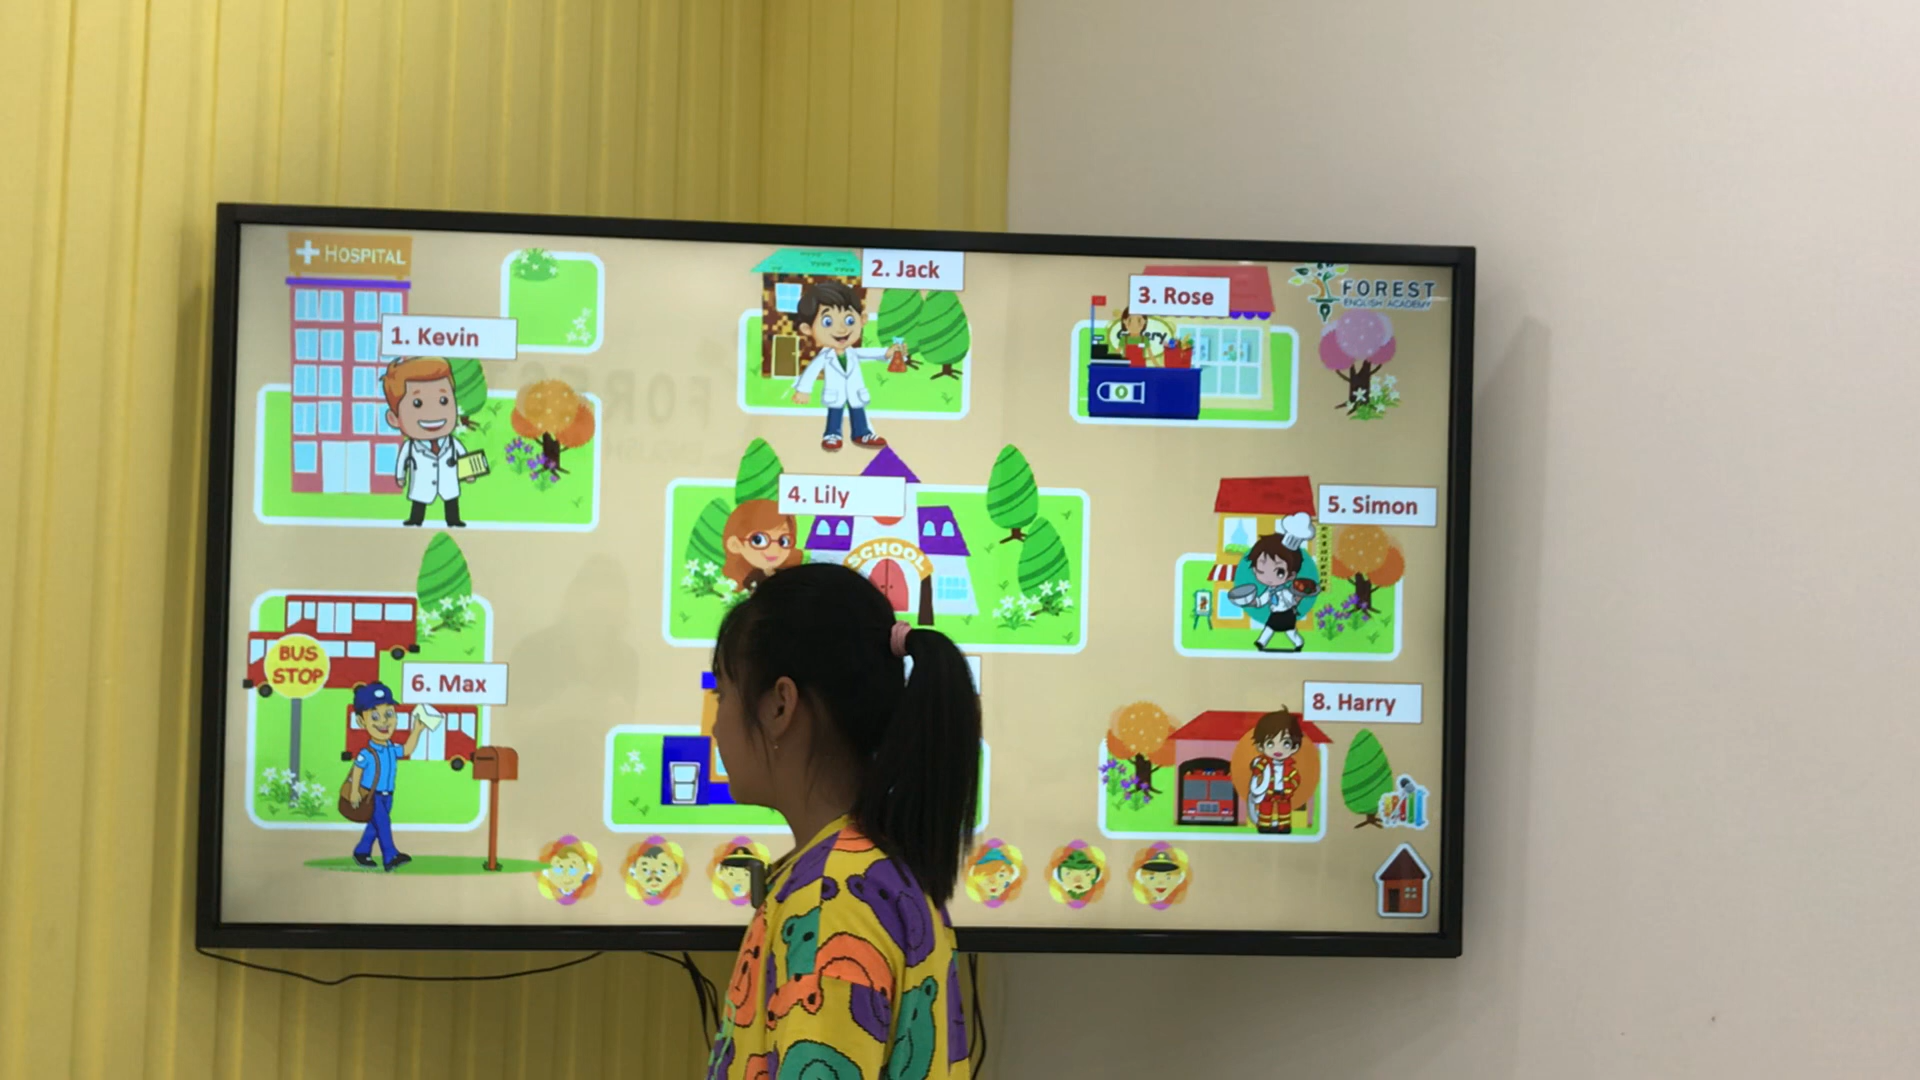 HOSPITAL
1. Kevin
2. Jack
3. Rose
FOREST
ENGLISH ACADEMY
4. Lily
SCHOOL
5. Simon
BUS
STOP
6. Max
8. Harry